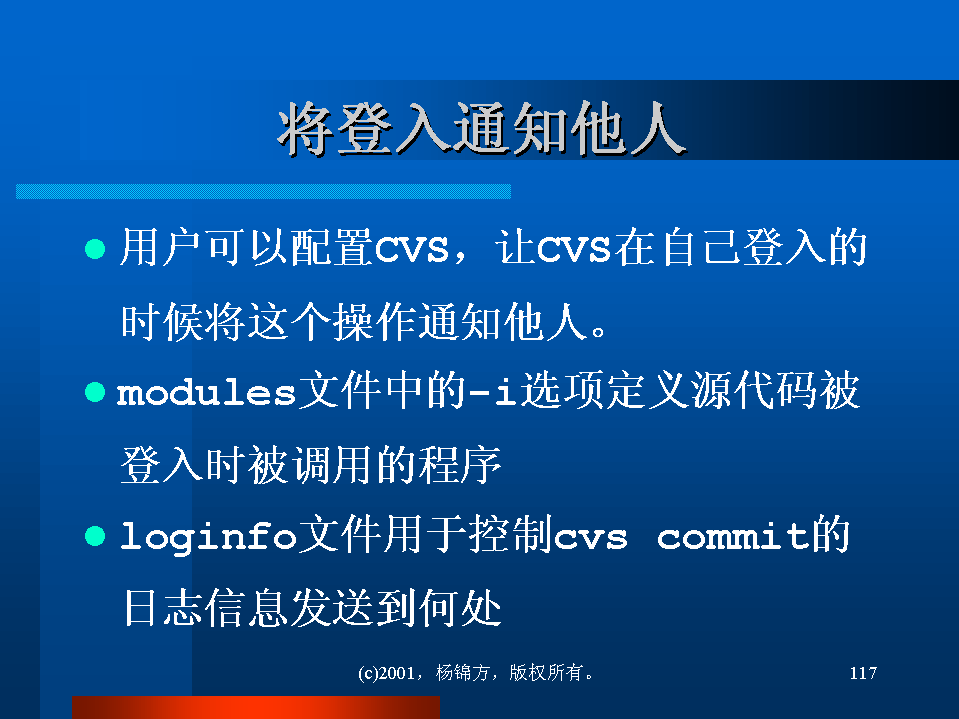 将登入通知他人
用户可以配置CVS，让CVS在自己登入的
时候将这个操作通知他人。
modules文件中的-i选项定义源代码被
登入时被调用的程序
loginfo文件用于控制cvs commit的
日志信息发送到何处
(c)2001，杨锦方，版权所有。
117